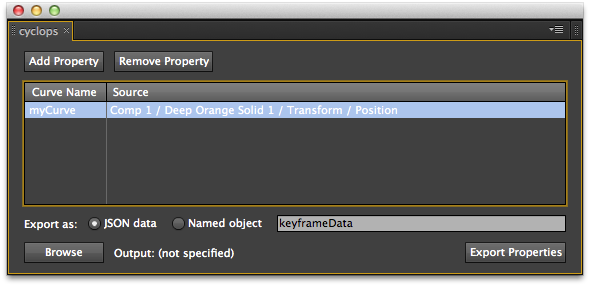 cyclops
Add Property Remove Property
Curve Name Source
myCurve Comp 1 / Deep Orange Solid 1 / Transform / Position
Export as: JSON data Named object keyframeData
Browse Output: (not specified) Export Properties